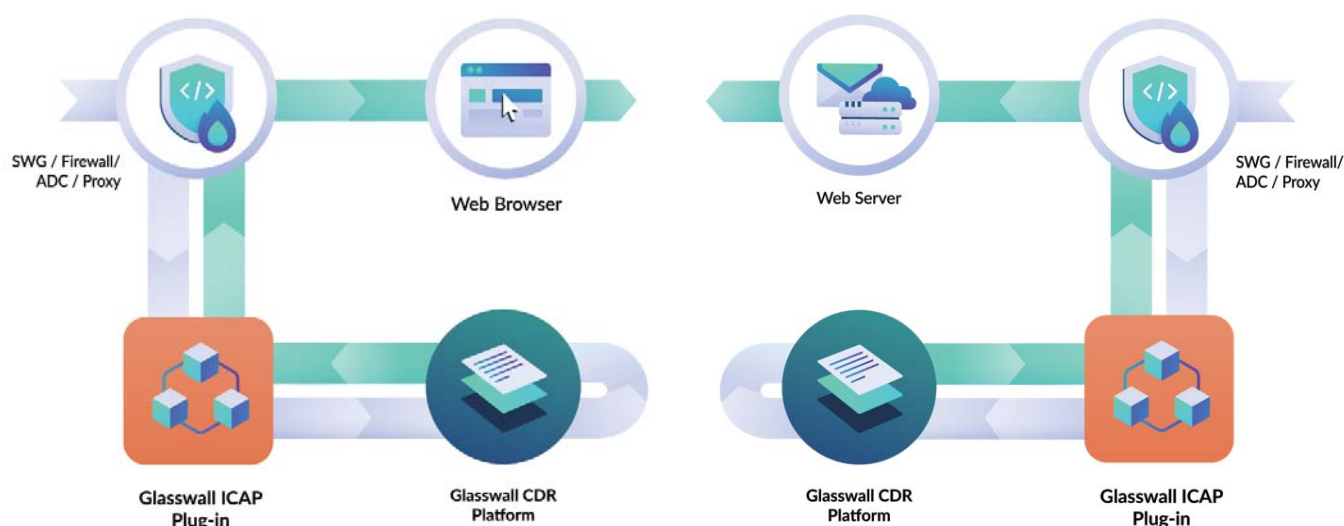 </>
</>
SWG / Firewall/
ADC / Proxy
Web Browser
Web Server
SWG / Firewall/
ADC / Proxy
Glasswall ICAP
Plug-in
Glasswall CDR
Platform
Glasswall CDR
Platform
Glasswall ICAP
Plug-in